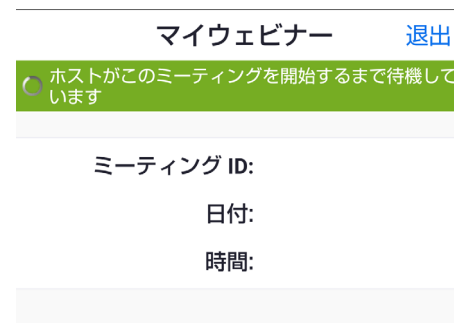 マイウェビナー 退出
ホストがこのミーティングを開始するまで待機して
います
ミーティング ID:
日付:
時間: